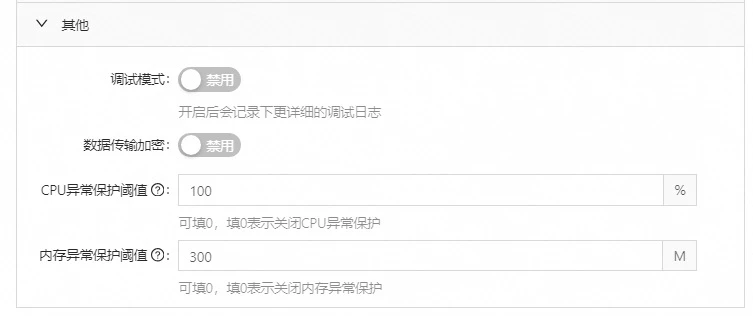 其他
调试模式: 禁用
开启后会记录下更详细的调试日志
数据传输加密: 禁用
CPU异常保护阈值?: 100 %
可填0，填0表示关闭CPU异常保护
内存异常保护阈值?: 300 M
可填0，填0表示关闭内存异常保护